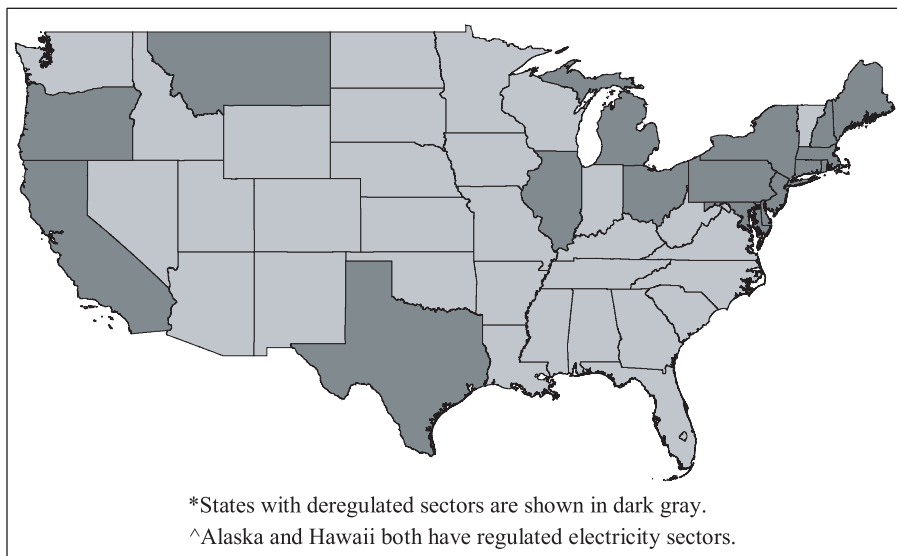 *States with deregulated sectors are shown in dark gray.
^Alaska and Hawaii both have regulated electricity sectors.